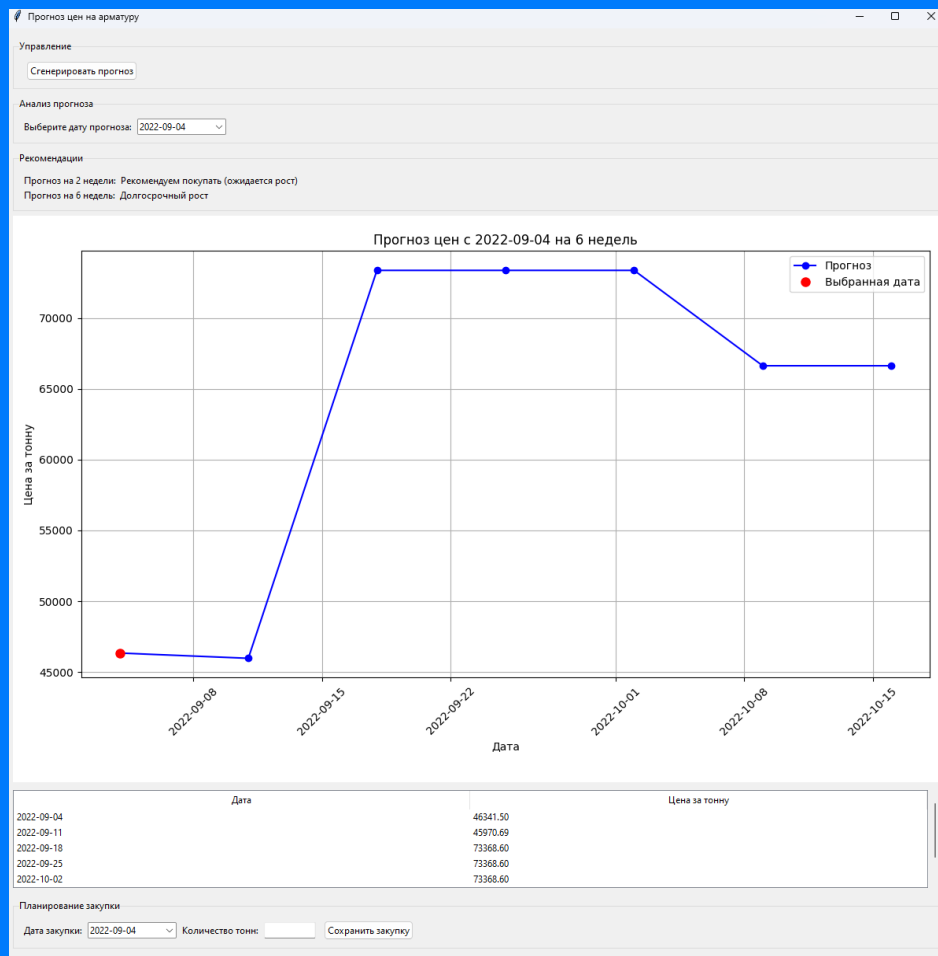 Прогноз цен на арматуру
Управление
Сгенерировать прогноз
Анализ прогноза
Выберите дату прогноза: 2022-09-04
Рекомендации
Прогноз на 2 недели: Рекомендуем покупать (ожидается рост)
Прогноз на 6 недель: Долгосрочный рост
Прогноз цен с 2022-09-04 на 6 недель
Прогноз
Выбранная дата
70000
65000
60000
55000
50000
45000
Цена за тонну
2022-09-08 2022-09-15 2022-09-22 2022-10-01 2022-10-08 2022-10-15
Дата
Дата Цена за тонну
2022-09-04 46341.50
2022-09-11 45970.69
2022-09-18 73368.60
2022-09-25 73368.60
2022-10-02 73368.60
Планирование закупки
Дата закупки: 2022-09-04 Количество тонн: Сохранить закупку